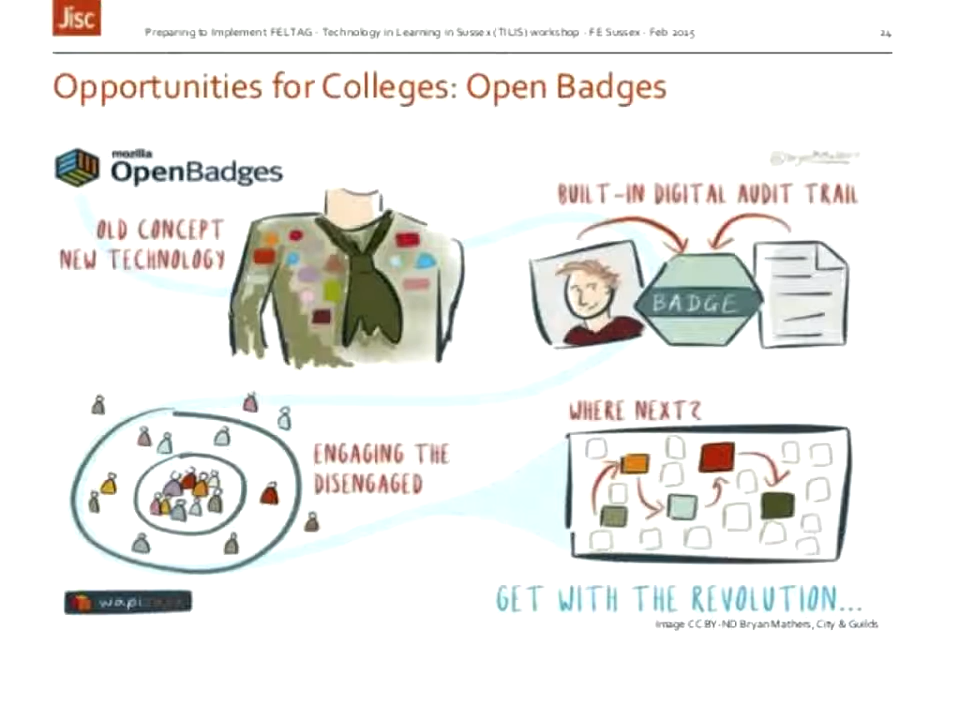 Jisc
Preparing to Implement FELTAG - Technology in Learning in Sussex (TILIS) workshop - FE Sussex - Feb 2015
24
Opportunities for Colleges: Open Badges
mozilla
OpenBadges
OLD CONCEPT
NEW TECHNOLOGY
BUILT-IN DIGITAL AUDIT TRAIL
BADGE
ENGAGING THE
DISENGAGED
WHERE NEXT?
GET WITH THE REVOLUTION...
Image CC BY-ND Bryan Mathers, City & Guilds